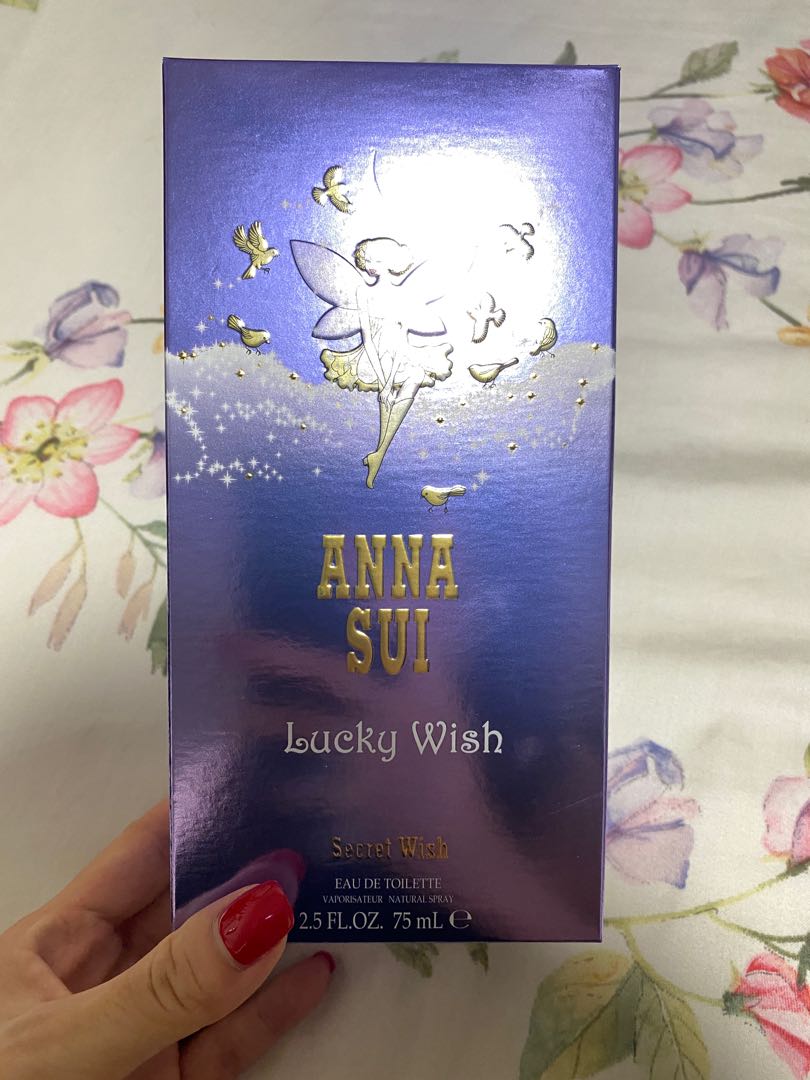 ANNA
SUI
Lucky Wish
Secret Wish
EAU DE TOILETTE
VAPORISATEUR NATURAL SPRAY
2.5 FL.OZ. 75 mL ℮